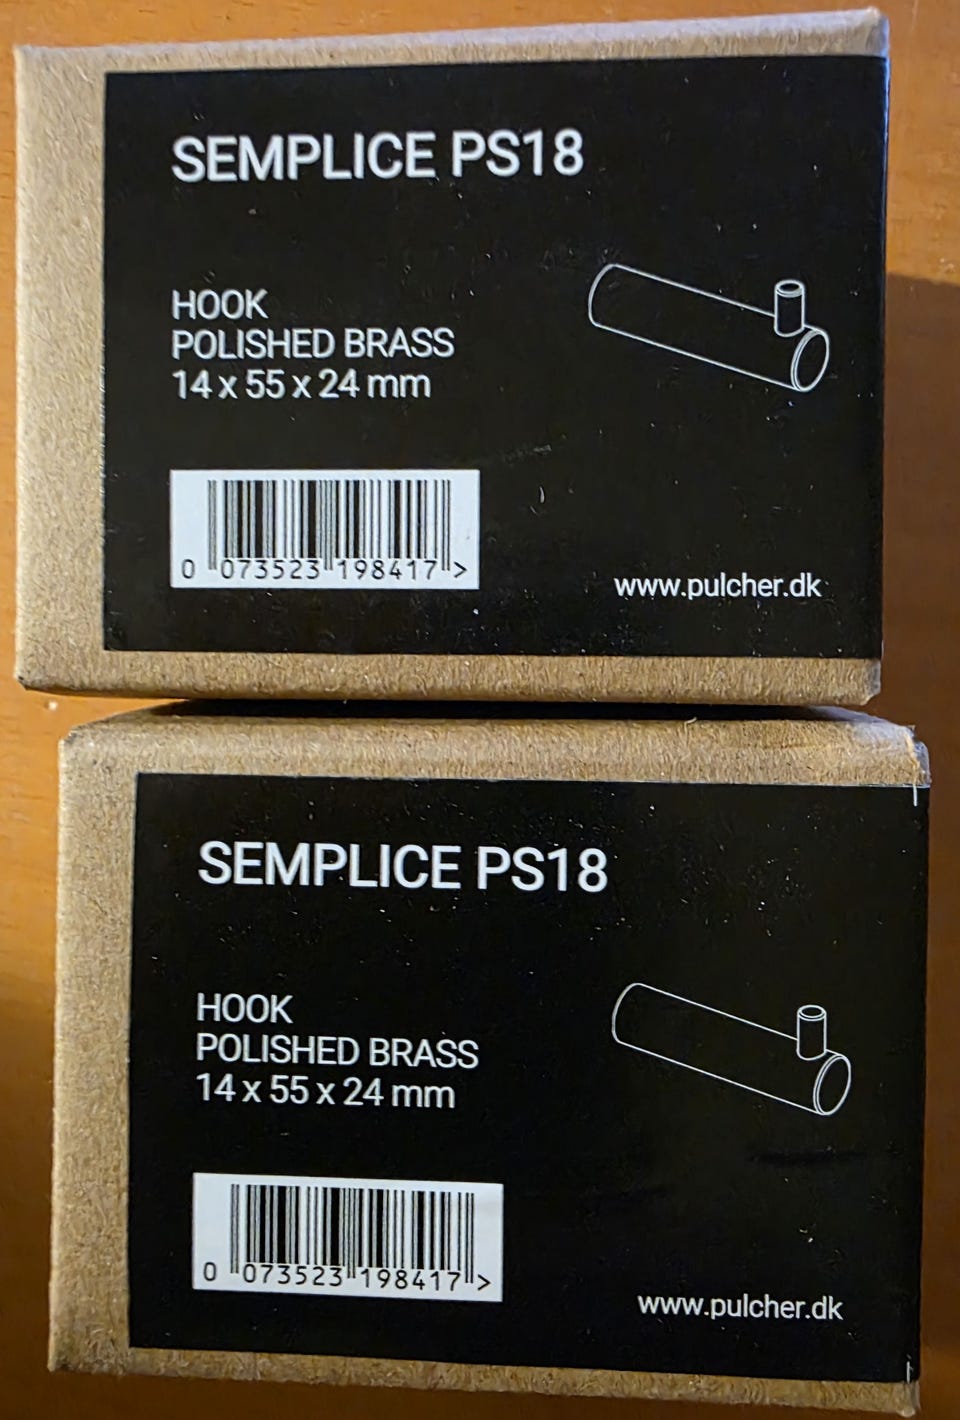 SEMPLICE PS18
HOOK
POLISHED BRASS
14 x 55 x 24 mm
0 073523 198417 >
www.pulcher.dk
SEMPLICE PS18
HOOK
POLISHED BRASS
14 x 55 x 24 mm
0 073523 198417 >
www.pulcher.dk